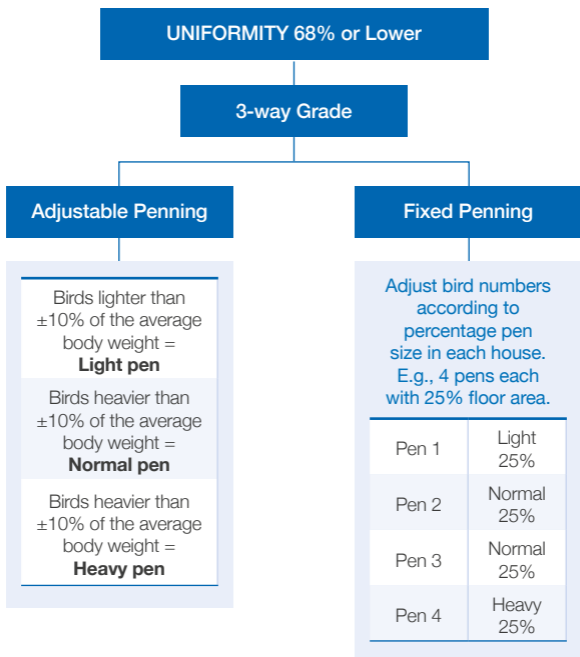 UNIFORMITY 68% or Lower
3-way Grade
Adjustable Penning
Birds lighter than
±10% of the average
body weight =
Light pen
Birds heavier than
±10% of the average
body weight =
Normal pen
Birds heavier than
±10% of the average
body weight =
Heavy pen
Fixed Penning
Adjust bird numbers
according to
percentage pen
size in each house.
E.g., 4 pens each
with 25% floor area.
Pen 1
Light
25%
Pen 2
Normal
25%
Pen 3
Normal
25%
Pen 4
Heavy
25%